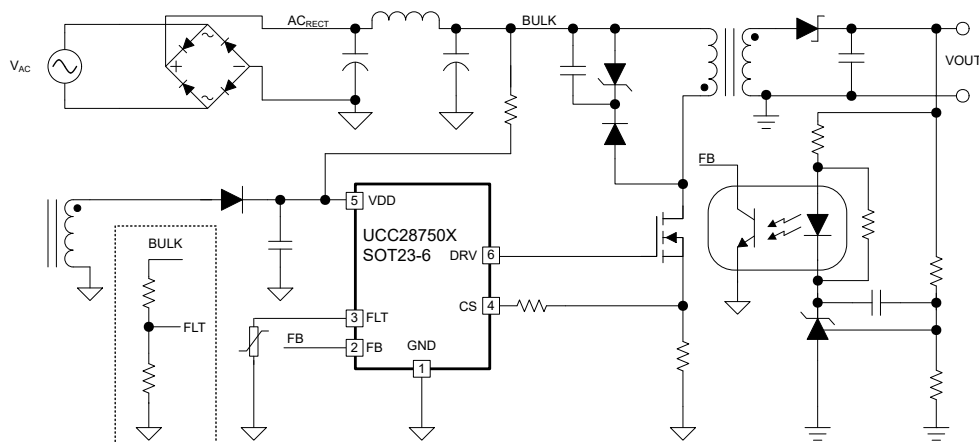 AC_RECT
BULK
V_AC
VOUT
FB
5 VDD
UCC28750X
SOT23-6
DRV 6
BULK
CS 4
3 FLT
FLT
FB
2 FB
GND
1